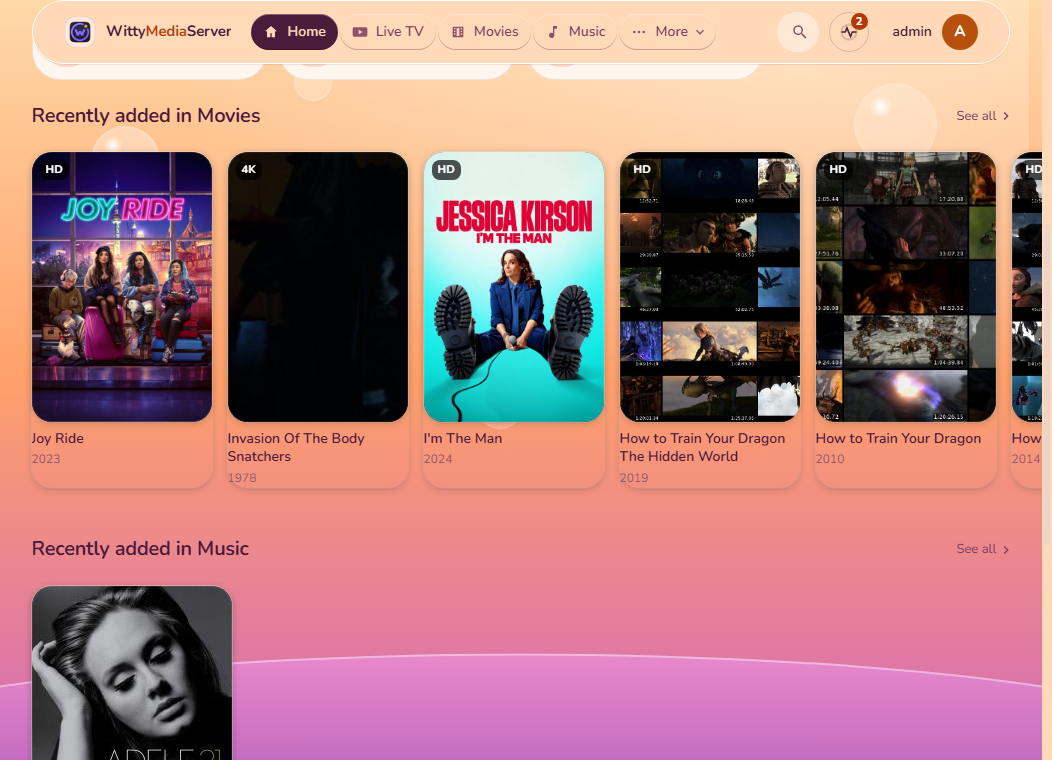 WittyMediaServer
Home
Live TV
Movies
Music
More
2
admin
A
Recently added in Movies
See all
HD
JOY RIDE
Joy Ride
2023
4K
Invasion Of The Body
Snatchers
1978
HD
JESSICA KIRSON
I'M THE MAN
I'm The Man
2024
HD
How to Train Your Dragon
The Hidden World
2019
HD
How to Train Your Dragon
2010
HD
How
2014
Recently added in Music
See all
ADELE 21